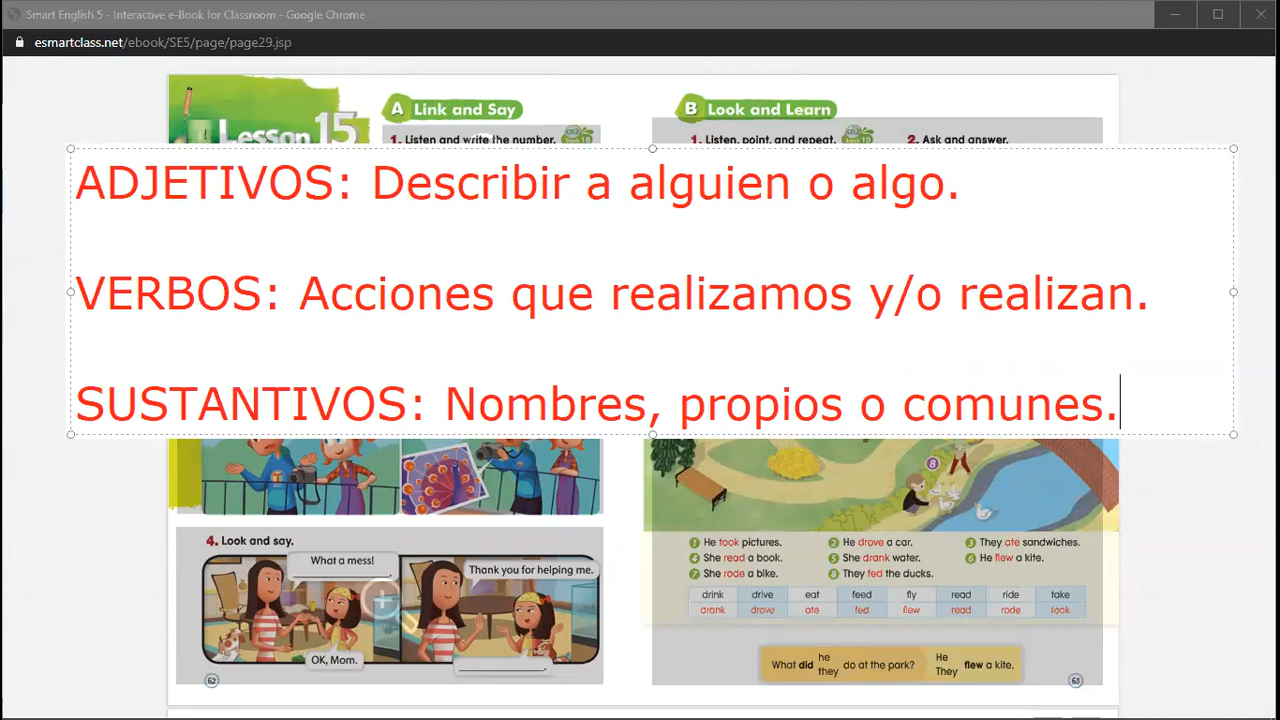 Smart English 5 - Interactive e-Book for Classroom - Google Chrome
esmartclass.net/ebook/SE5/page/page29.jsp
Lesson 15
A Link and Say
1. Listen and write the number.
B Look and Learn
1. Listen, point, and repeat.
2. Ask and answer.
ADJETIVOS: Describir a alguien o algo.
VERBOS: Acciones que realizamos y/o realizan.
SUSTANTIVOS: Nombres, propios o comunes.
4. Look and say.
What a mess!
OK, Mom.
Thank you for helping me.
62
8
1 He took pictures.
2 He drove a car.
3 They ate sandwiches.
4 She read a book.
5 She drank water.
6 He flew a kite.
7 She rode a bike.
8 They fed the ducks.
drink drive eat feed fly read ride take
drank drove ate fed flew read rode took
What did he they do at the park?
He They flew a kite.
63